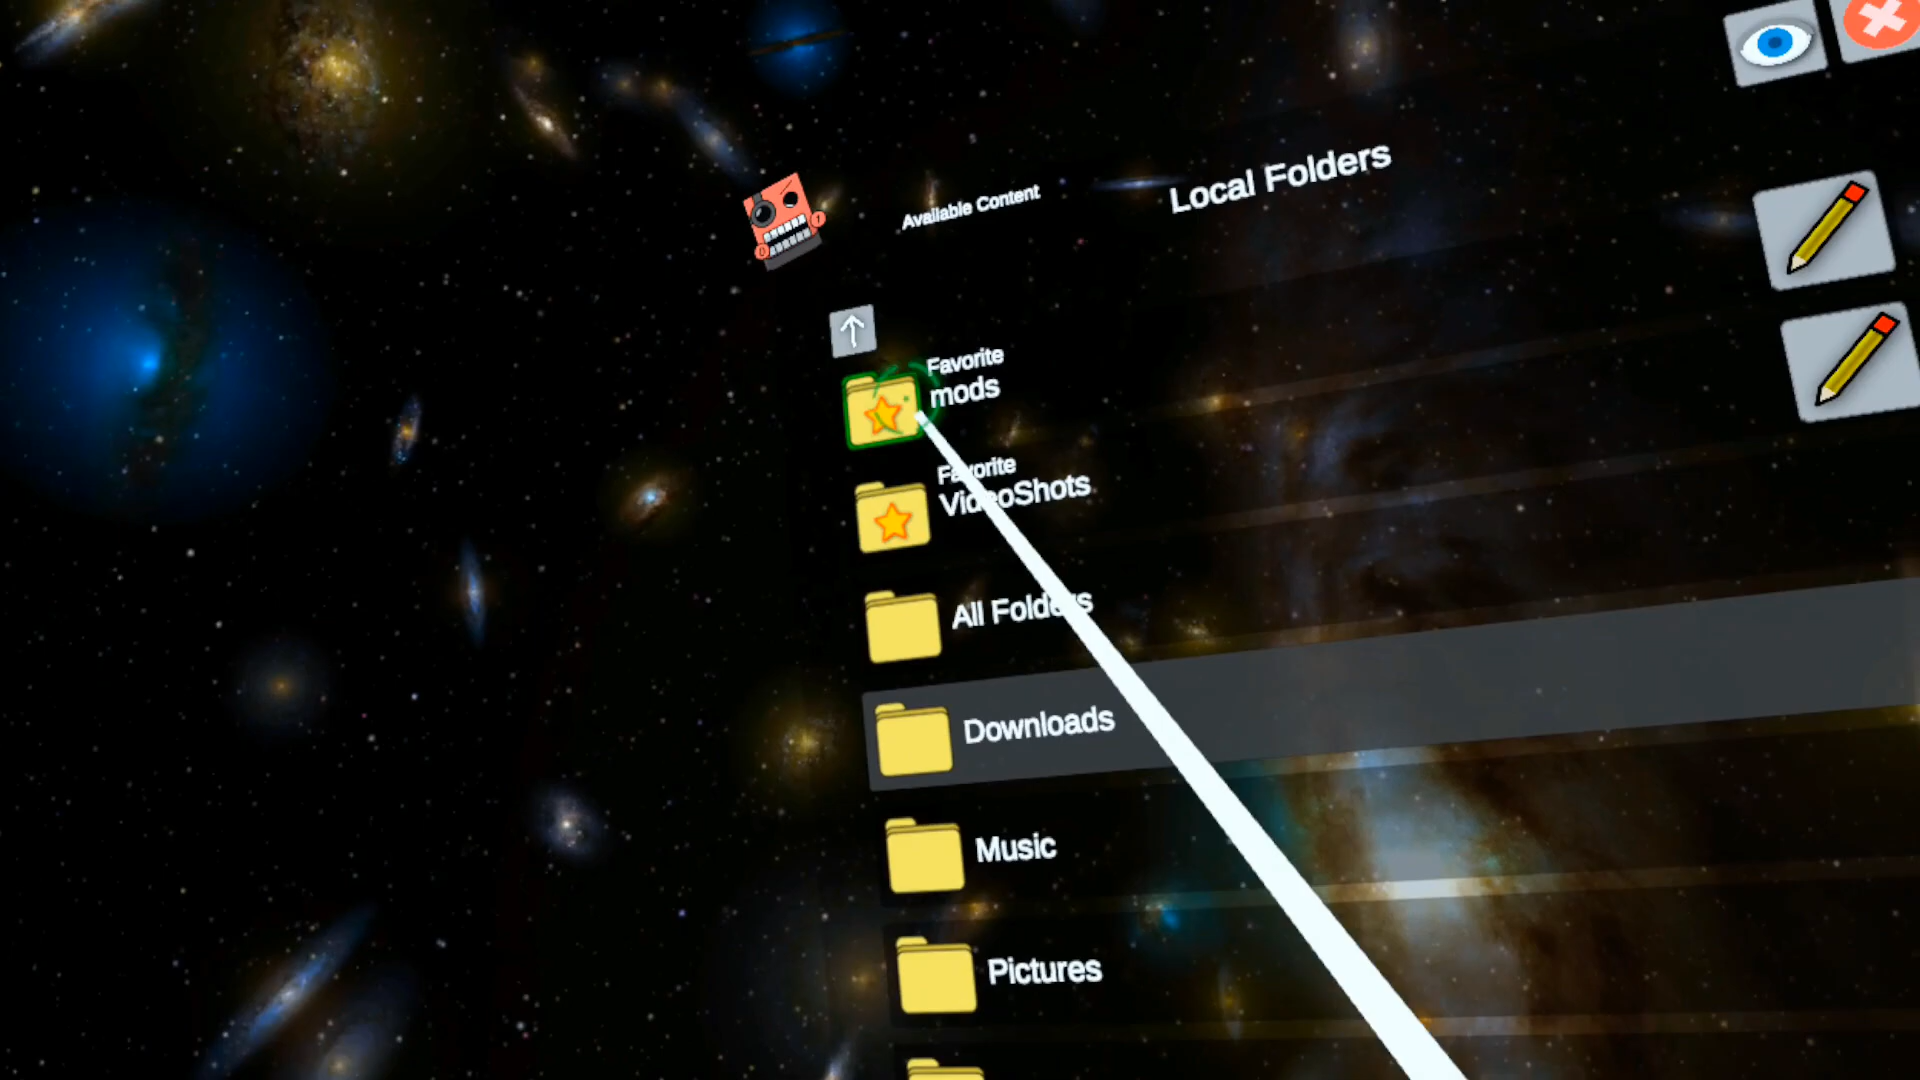 Local Folders
Available Content
Favorite
mods
Favorite
VideoShots
All Folders
Downloads
Music
Pictures